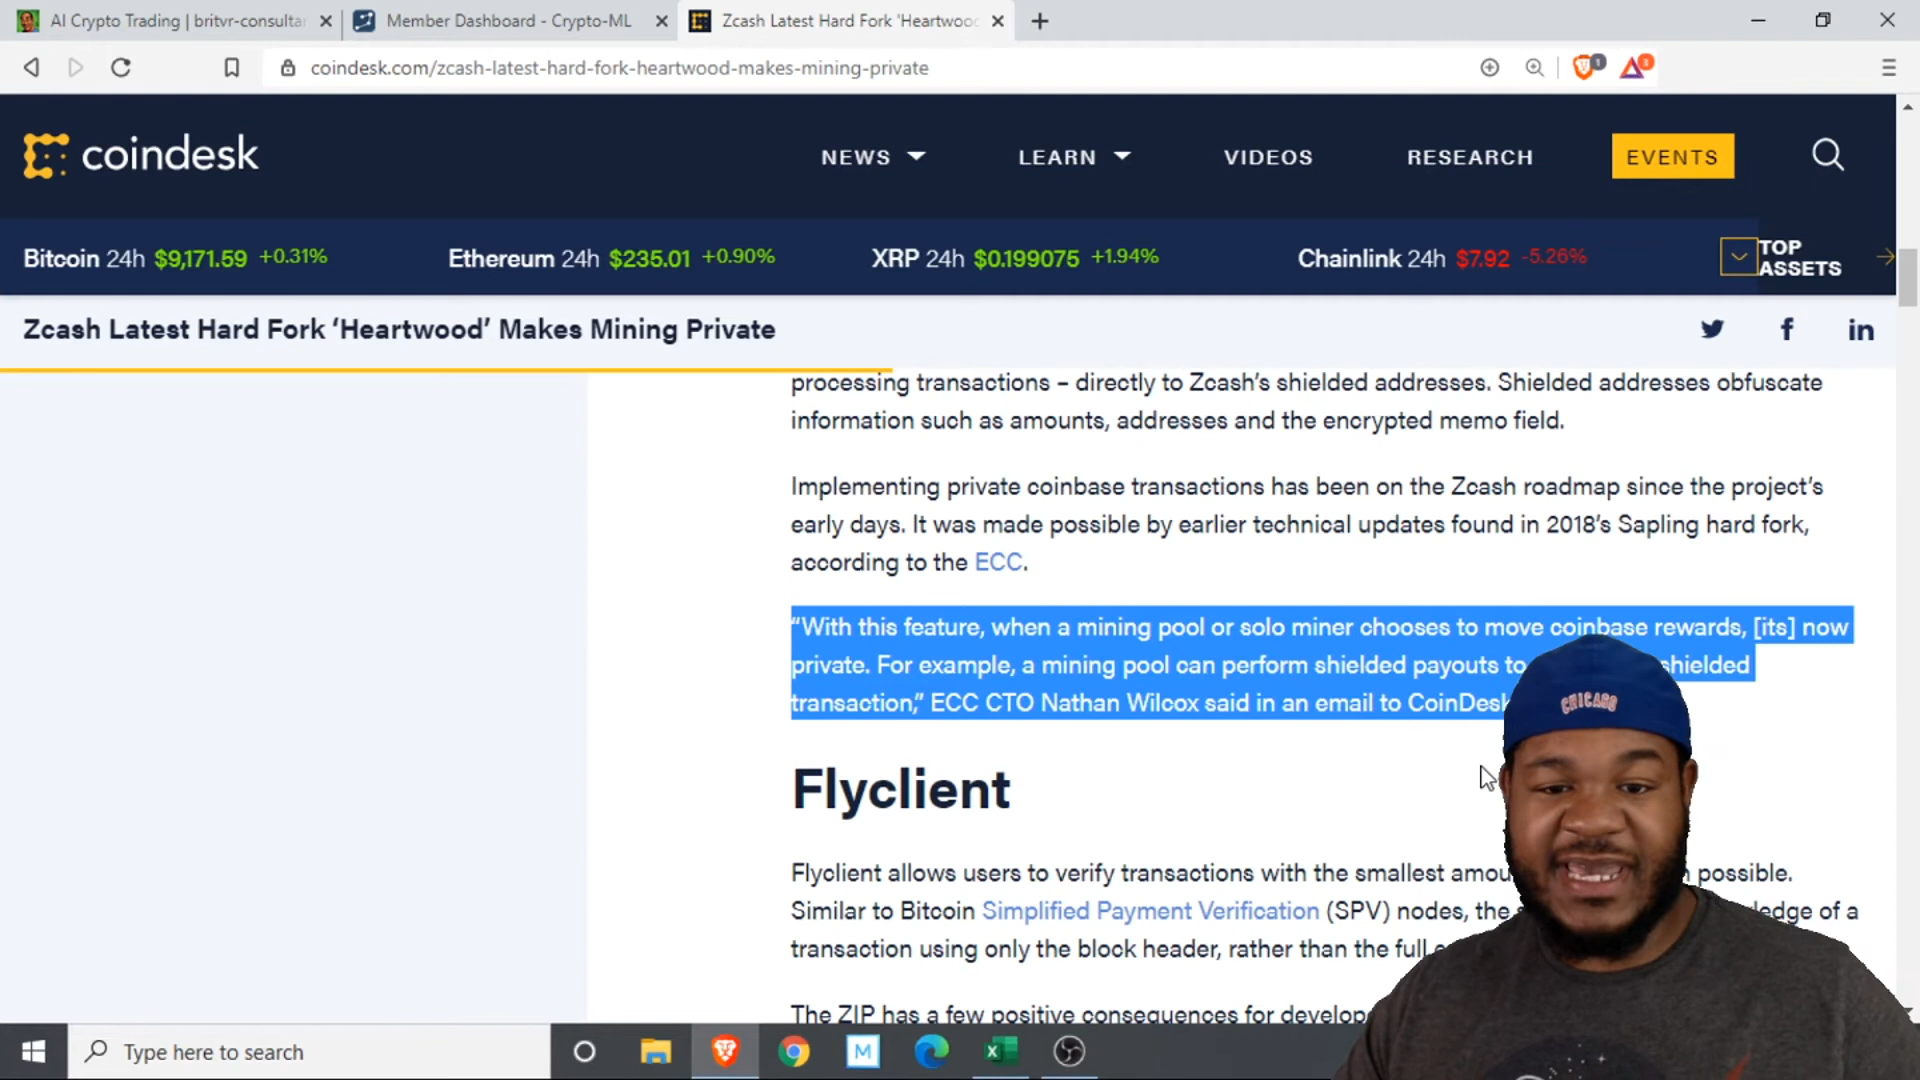 AI Crypto Trading | britvr-consultar
Member Dashboard - Crypto-ML
Zcash Latest Hard Fork 'Heartwood
coindesk.com/zcash-latest-hard-fork-heartwood-makes-mining-private
1
3
coindesk
NEWS
LEARN
VIDEOS
RESEARCH
EVENTS
Bitcoin 24h $9,171.59 +0.31%
Ethereum 24h $235.01 +0.90%
XRP 24h $0.199075 +1.94%
Chainlink 24h $7.92 -5.26%
TOP
ASSETS
Zcash Latest Hard Fork ‘Heartwood’ Makes Mining Private
processing transactions – directly to Zcash’s shielded addresses. Shielded addresses obfuscate
information such as amounts, addresses and the encrypted memo field.
Implementing private coinbase transactions has been on the Zcash roadmap since the project’s
early days. It was made possible by earlier technical updates found in 2018’s Sapling hard fork,
according to the ECC.
“With this feature, when a mining pool or solo miner chooses to move coinbase rewards, [its] now
private. For example, a mining pool can perform shielded payouts to shielded
transaction,” ECC CTO Nathan Wilcox said in an email to CoinDesk
CHICAGO
Flyclient
Flyclient allows users to verify transactions with the smallest possible.
Similar to Bitcoin Simplified Payment Verification (SPV) nodes, the of a
transaction using only the block header, rather than the full
The ZIP has a few positive consequences for
Type here to search
M